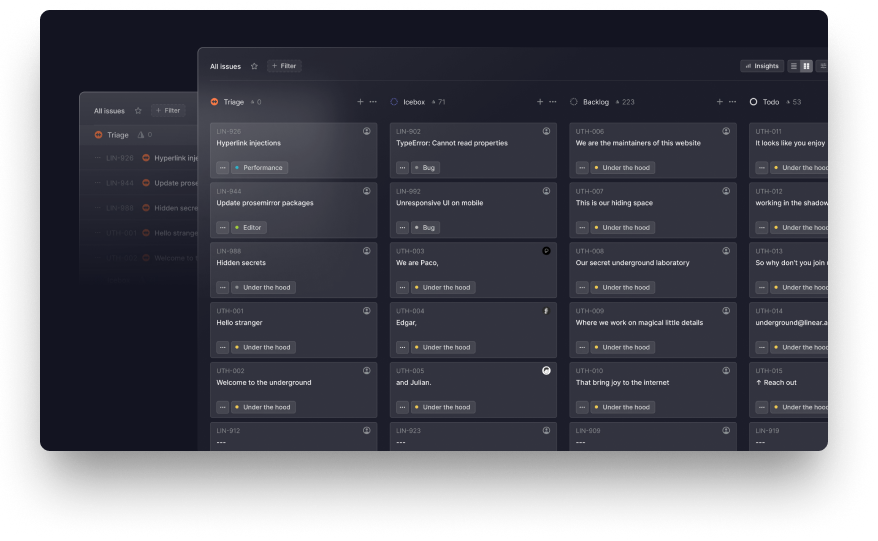 All issues
Filter
Insights
Triage 0
Icebox 71
Backlog 223
Todo 53
LIN-926
Hyperlink injections
Performance
LIN-944
Update prosemirror packages
Editor
LIN-988
Hidden secrets
Under the hood
UTH-001
Hello stranger
Under the hood
UTH-002
Welcome to the underground
Under the hood
LIN-912
---
LIN-902
TypeError: Cannot read properties
Bug
LIN-992
Unresponsive UI on mobile
Bug
UTH-003
We are Paco,
Under the hood
UTH-004
Edgar,
Under the hood
UTH-005
and Julian.
Under the hood
LIN-923
---
UTH-006
We are the maintainers of this website
Under the hood
UTH-007
This is our hiding space
Under the hood
UTH-008
Our secret underground laboratory
Under the hood
UTH-009
Where we work on magical little details
Under the hood
UTH-010
That bring joy to the internet
Under the hood
LIN-906
---
UTH-011
It looks like you enjoy
Under the hood
UTH-012
working in the shadow
Under the hood
UTH-013
So why don't you join
Under the hood
UTH-014
underground@linear.a
Under the hood
UTH-015
↑ Reach out
Under the hood
LIN-919
---
All issues
Filter
Triage 0
LIN-926 Hyperlink inje
LIN-944 Update prose
LIN-988 Hidden secre
Hello strange
Welcome to